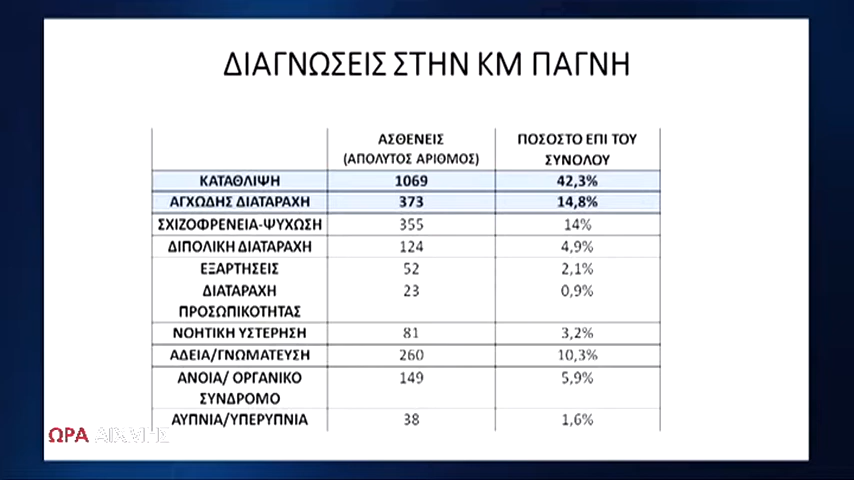 ΔΙΑΓΝΩΣΕΙΣ ΣΤΗΝ ΚΜ ΠΑΓΝΗ
ΑΣΘΕΝΕΙΣ ΠΟΣΟΣΤΟ ΕΠΙ ΤΟΥ
(ΑΠΟΛΥΤΟΣ ΑΡΙΘΜΟΣ) ΣΥΝΟΛΟΥ
ΚΑΤΑΘΛΙΨΗ 1069 42,3%
ΑΓΧΩΔΗΣ ΔΙΑΤΑΡΑΧΗ 373 14,8%
ΣΧΙΖΟΦΡΕΝΕΙΑ-ΨΥΧΩΣΗ 355 14%
ΔΙΠΟΛΙΚΗ ΔΙΑΤΑΡΑΧΗ 124 4,9%
ΕΞΑΡΤΗΣΕΙΣ 52 2,1%
ΔΙΑΤΑΡΑΧΗ 23 0,9%
ΠΡΟΣΩΠΙΚΟΤΗΤΑΣ
ΝΟΗΤΙΚΗ ΥΣΤΕΡΗΣΗ 81 3,2%
ΑΔΕΙΑ/ΓΝΩΜΑΤΕΥΣΗ 260 10,3%
ΑΝΟΙΑ/ ΟΡΓΑΝΙΚΟ 149 5,9%
ΣΥΝΔΡΟΜΟ
ΑΥΠΝΙΑ/ΥΠΕΡΥΠΝΙΑ 38 1,6%
ΩΡΑ ΑΙΧΜΗΣ